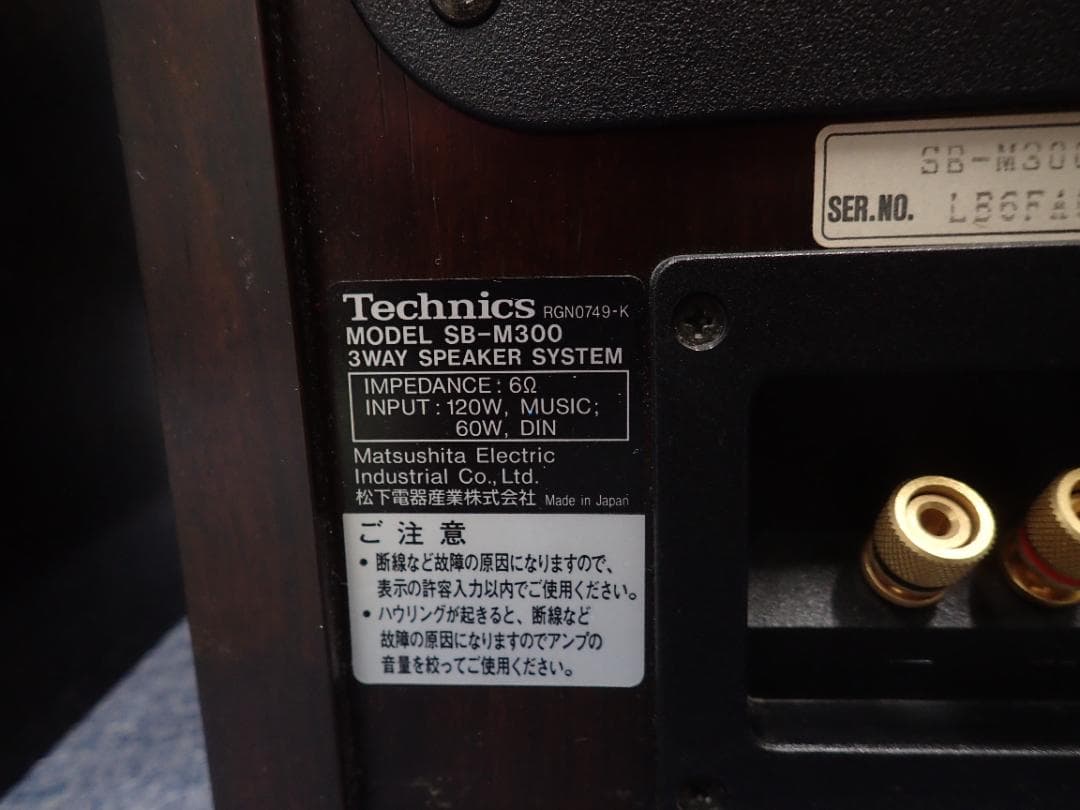 SB-M300
SER.NO. LB6FA
Technics RGN0749-K
MODEL SB-M300
3WAY SPEAKER SYSTEM
IMPEDANCE : 6Ω
INPUT : 120W, MUSIC;
60W, DIN
Matsushita Electric
Industrial Co., Ltd.
松下電器産業株式会社 Made in Japan
ご注意
• 断線など故障の原因になりますので、
表示の許容入力以内でご使用ください。
• ハウリングが起きると、断線など
故障の原因になりますのでアンプの
音量を絞ってご使用ください。